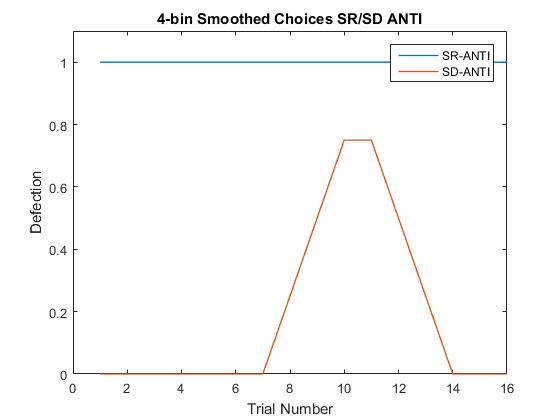 4-bin Smoothed Choices SR/SD ANTI
SR-ANTI
SD-ANTI
Defection
1
0.8
0.6
0.4
0.2
0
0 2 4 6 8 10 12 14 16
Trial Number